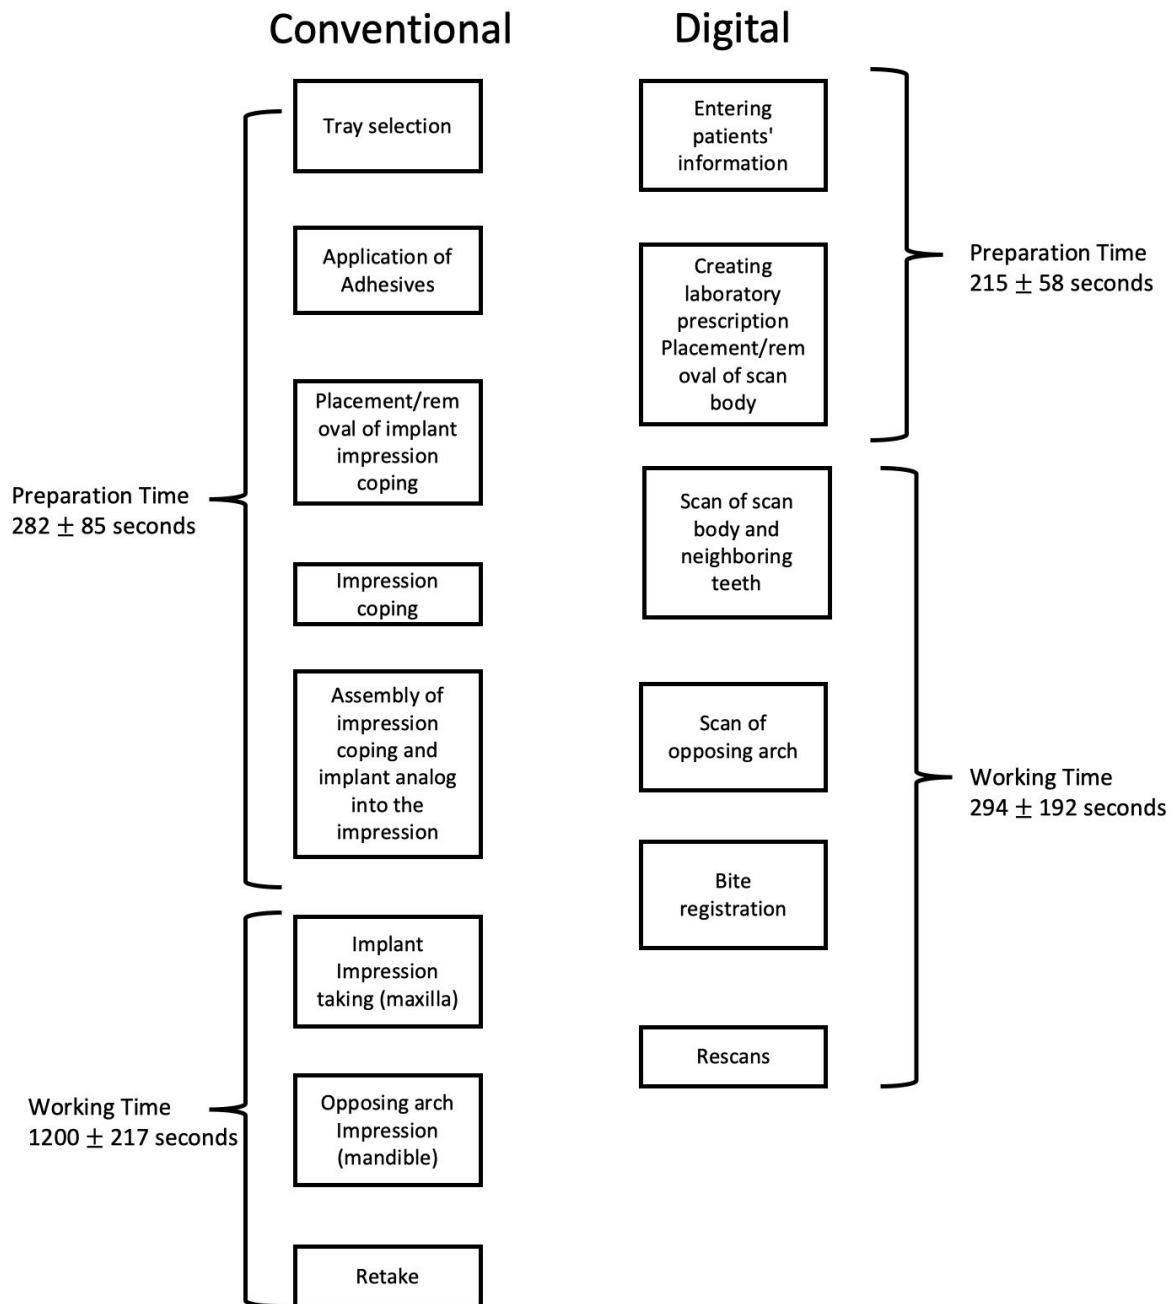 Conventional
Tray selection
Application of
Adhesives
Placement/rem
oval of implant
impression
coping
Impression
coping
Assembly of
impression
coping and
implant analog
into the
impression
Preparation Time
282 ± 85 seconds
Implant
Impression
taking (maxilla)
Opposing arch
Impression
(mandible)
Retake
Working Time
1200 ± 217 seconds
Digital
Entering
patients'
information
Creating
laboratory
prescription
Placement/rem
oval of scan
body
Preparation Time
215 ± 58 seconds
Scan of scan
body and
neighboring
teeth
Scan of
opposing arch
Bite
registration
Rescans
Working Time
294 ± 192 seconds